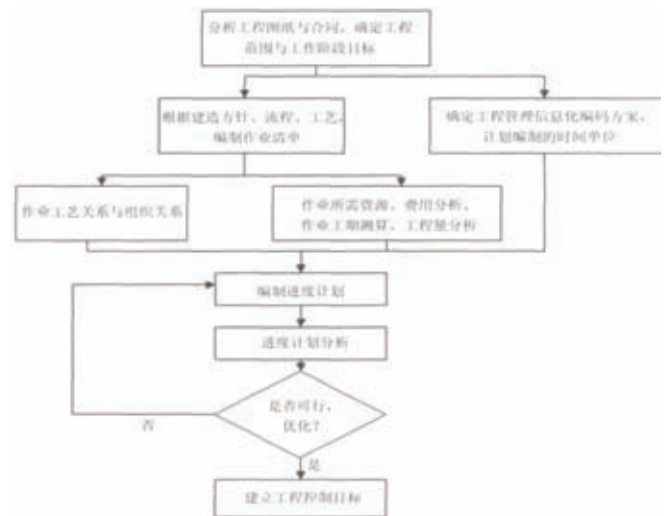 分析工程图纸与合同，确定工程
范围与工作阶段目标
根据建造方针、流程、工艺，
编制作业清单
确定工程管理信息化编码方案，
计划编制的时间单位
作业工艺关系与组织关系
作业所需资源、费用分析、
作业工期测算、工程量分析
编制进度计划
进度计划分析
是否可行，
优化？
否
是
建立工程控制目标